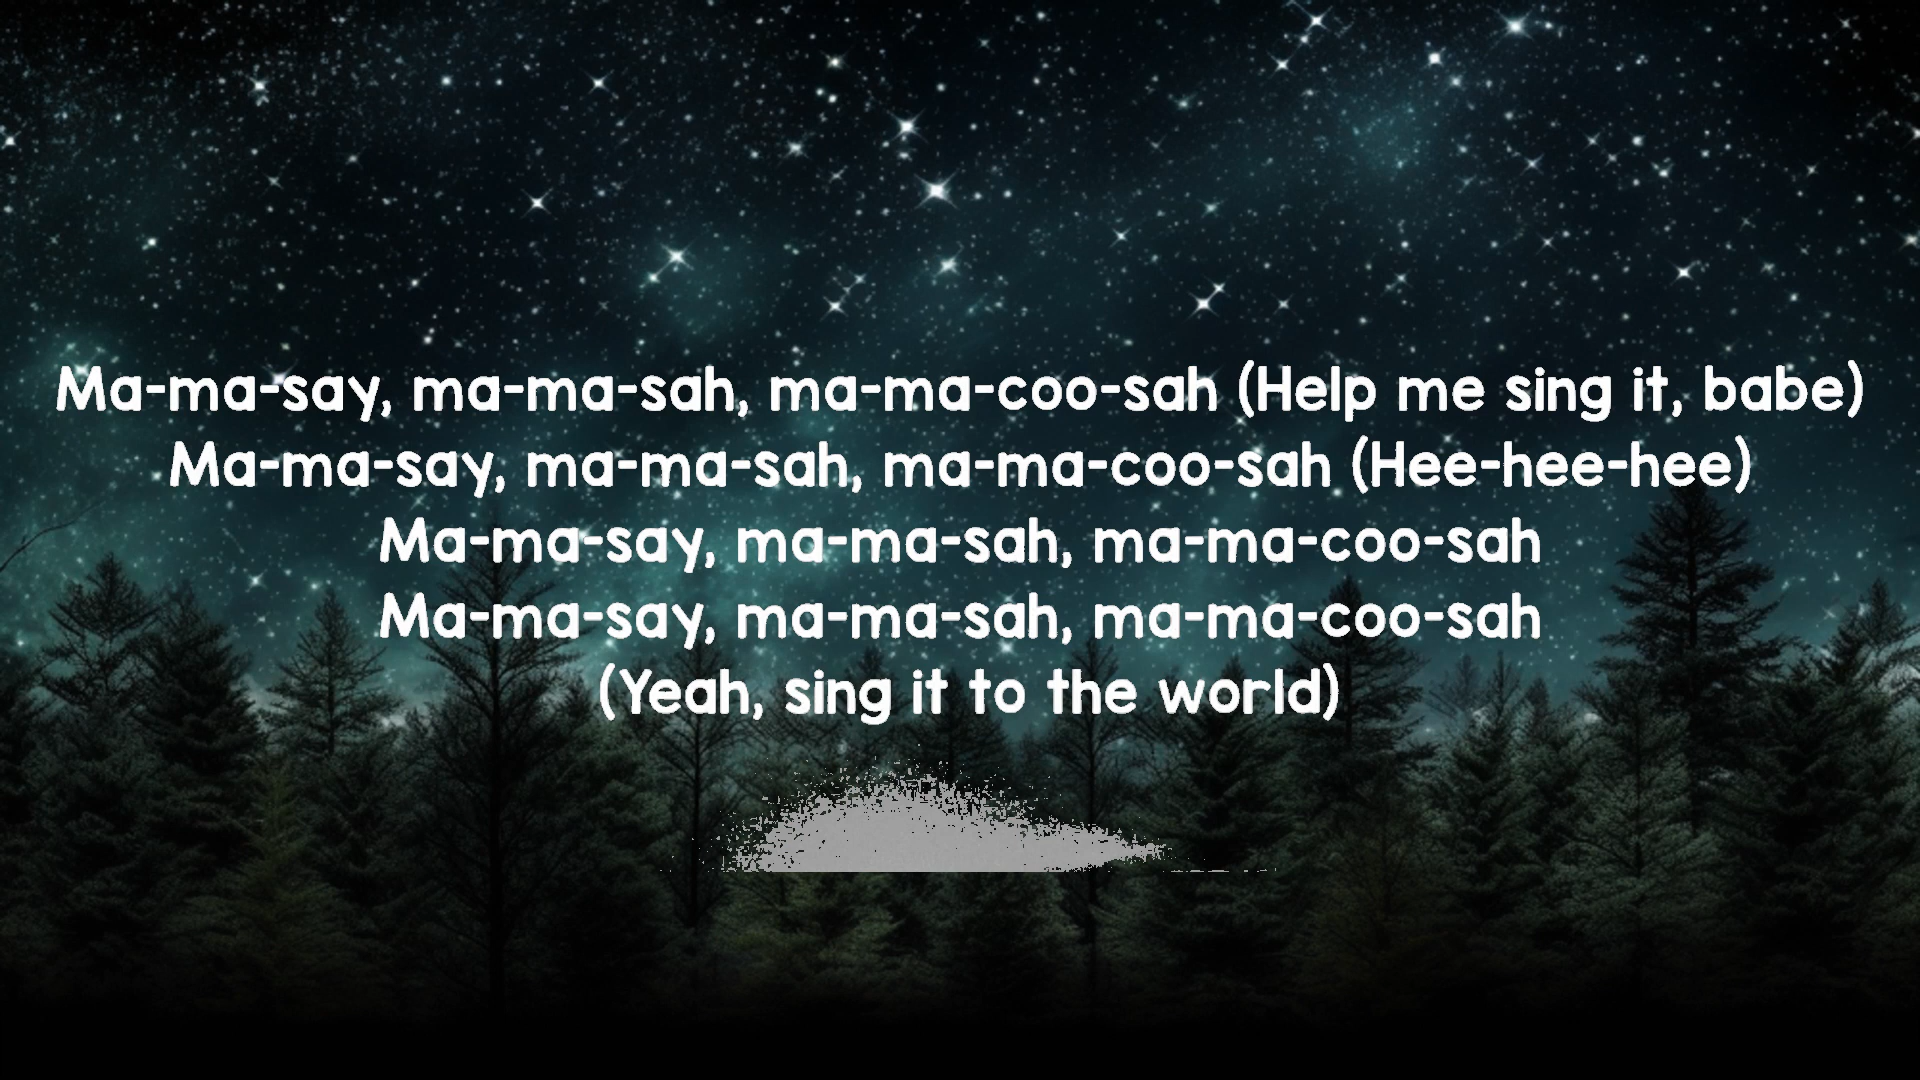 Ma-ma-say, ma-ma-sah, ma-ma-coo-sah (Help me sing it, babe)
Ma-ma-say, ma-ma-sah, ma-ma-coo-sah (Hee-hee-hee)
Ma-ma-say, ma-ma-sah, ma-ma-coo-sah
Ma-ma-say, ma-ma-sah, ma-ma-coo-sah
(Yeah, sing it to the world)